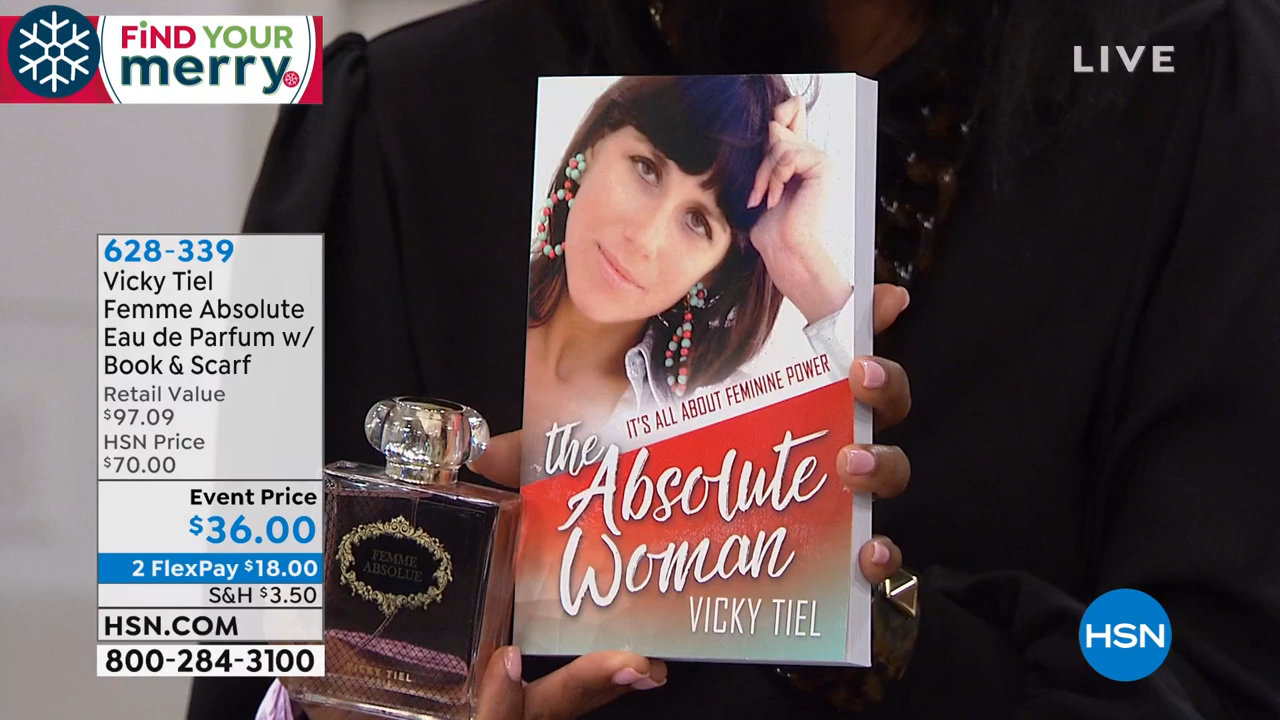 FiND YOUR
merry
LIVE
628-339
Vicky Tiel
Femme Absolute
Eau de Parfum w/
Book & Scarf
Retail Value
$97.09
HSN Price
$70.00
Event Price
$36.00
2 FlexPay $18.00
S&H $3.50
HSN.COM
800-284-3100
IT'S ALL ABOUT FEMININE POWER
the
Absolute
Woman
VICKY TIEL
FEMME
ABSOLUE
TIEL
HSN